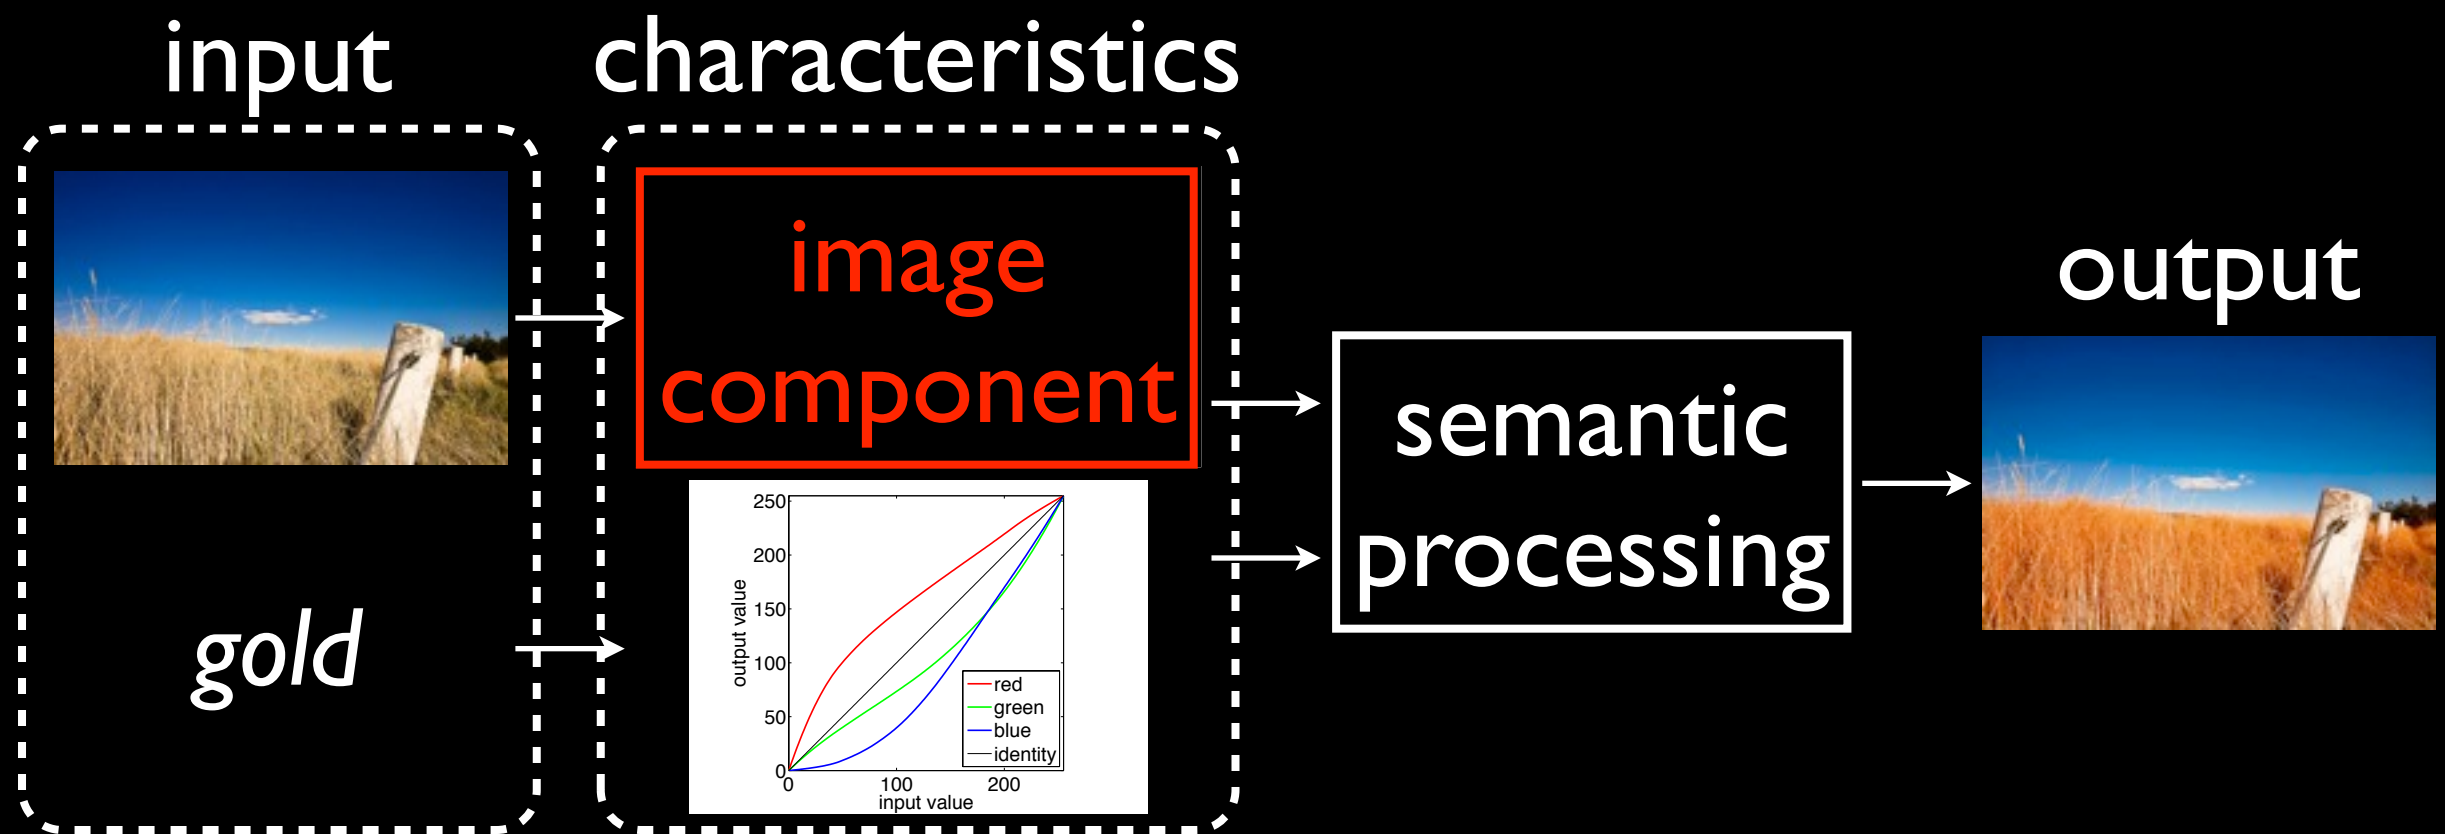 input
characteristics
image
component
output
semantic
processing
gold
250
200
150
100
50
0
output value
red
green
blue
identity
0 100 200
input value